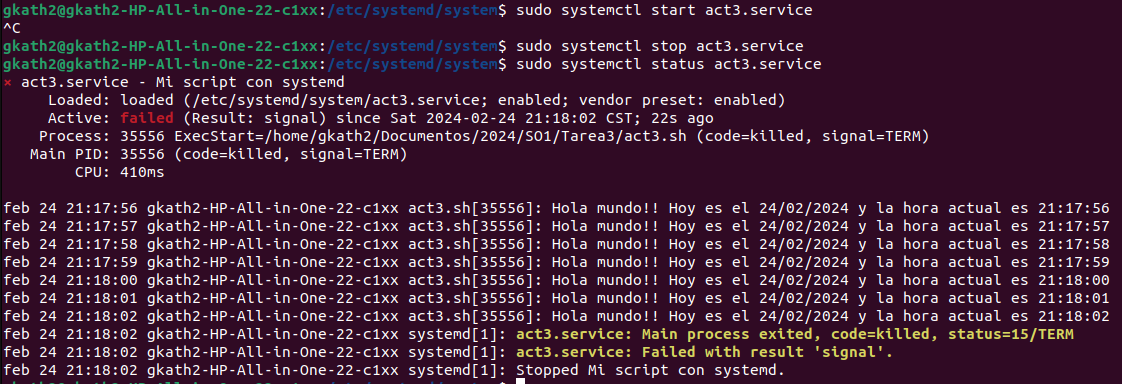 gkath2@gkath2-HP-All-in-One-22-c1xx:/etc/systemd/system$ sudo systemctl start act3.service
^C
gkath2@gkath2-HP-All-in-One-22-c1xx:/etc/systemd/system$ sudo systemctl stop act3.service
gkath2@gkath2-HP-All-in-One-22-c1xx:/etc/systemd/system$ sudo systemctl status act3.service
× act3.service - Mi script con systemd
     Loaded: loaded (/etc/systemd/system/act3.service; enabled; vendor preset: enabled)
     Active: failed (Result: signal) since Sat 2024-02-24 21:18:02 CST; 22s ago
    Process: 35556 ExecStart=/home/gkath2/Documentos/2024/SO1/Tarea3/act3.sh (code=killed, signal=TERM)
   Main PID: 35556 (code=killed, signal=TERM)
        CPU: 410ms

feb 24 21:17:56 gkath2-HP-All-in-One-22-c1xx act3.sh[35556]: Hola mundo!! Hoy es el 24/02/2024 y la hora actual es 21:17:56
feb 24 21:17:57 gkath2-HP-All-in-One-22-c1xx act3.sh[35556]: Hola mundo!! Hoy es el 24/02/2024 y la hora actual es 21:17:57
feb 24 21:17:58 gkath2-HP-All-in-One-22-c1xx act3.sh[35556]: Hola mundo!! Hoy es el 24/02/2024 y la hora actual es 21:17:58
feb 24 21:17:59 gkath2-HP-All-in-One-22-c1xx act3.sh[35556]: Hola mundo!! Hoy es el 24/02/2024 y la hora actual es 21:17:59
feb 24 21:18:00 gkath2-HP-All-in-One-22-c1xx act3.sh[35556]: Hola mundo!! Hoy es el 24/02/2024 y la hora actual es 21:18:00
feb 24 21:18:01 gkath2-HP-All-in-One-22-c1xx act3.sh[35556]: Hola mundo!! Hoy es el 24/02/2024 y la hora actual es 21:18:01
feb 24 21:18:02 gkath2-HP-All-in-One-22-c1xx act3.sh[35556]: Hola mundo!! Hoy es el 24/02/2024 y la hora actual es 21:18:02
feb 24 21:18:02 gkath2-HP-All-in-One-22-c1xx systemd[1]: act3.service: Main process exited, code=killed, status=15/TERM
feb 24 21:18:02 gkath2-HP-All-in-One-22-c1xx systemd[1]: act3.service: Failed with result 'signal'.
feb 24 21:18:02 gkath2-HP-All-in-One-22-c1xx systemd[1]: Stopped Mi script con systemd.